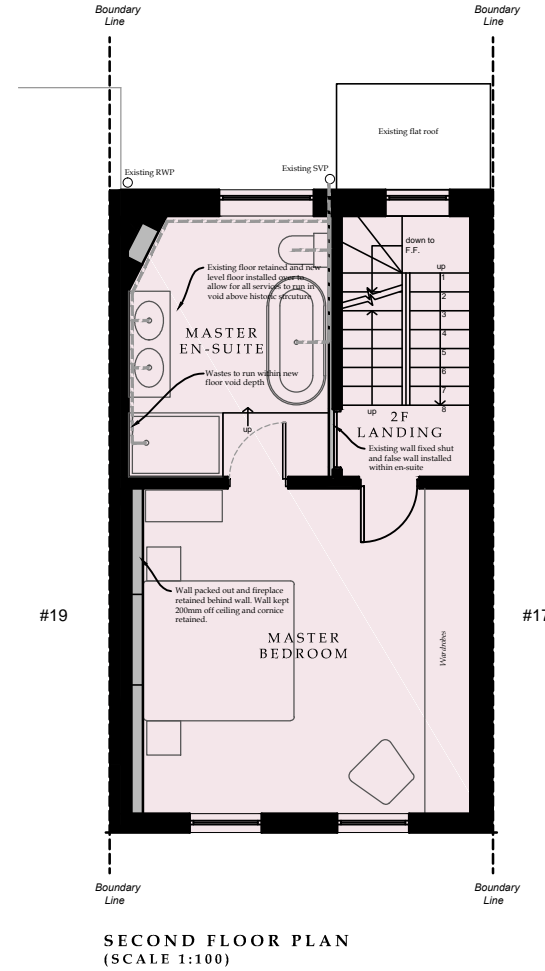 Boundary
Line
Boundary
Line
Existing flat roof
Existing RWP
Existing SVP
down to
F.F.
up
1
2
3
4
5
6
7
8
up
Existing floor retained and new
level floor installed over to
allow for all services to run in
void above historic structure
MASTER
EN-SUITE
Wastes to run within new
floor void depth
up
2F
LANDING
Existing wall fixed shut
and false wall installed
within en-suite
Wall packed out and fireplace
retained behind wall. Wall kept
200mm off ceiling and cornice
retained.
#19
#17
MASTER
BEDROOM
Wardrobes
Boundary
Line
Boundary
Line
SECOND FLOOR PLAN
(SCALE 1:100)